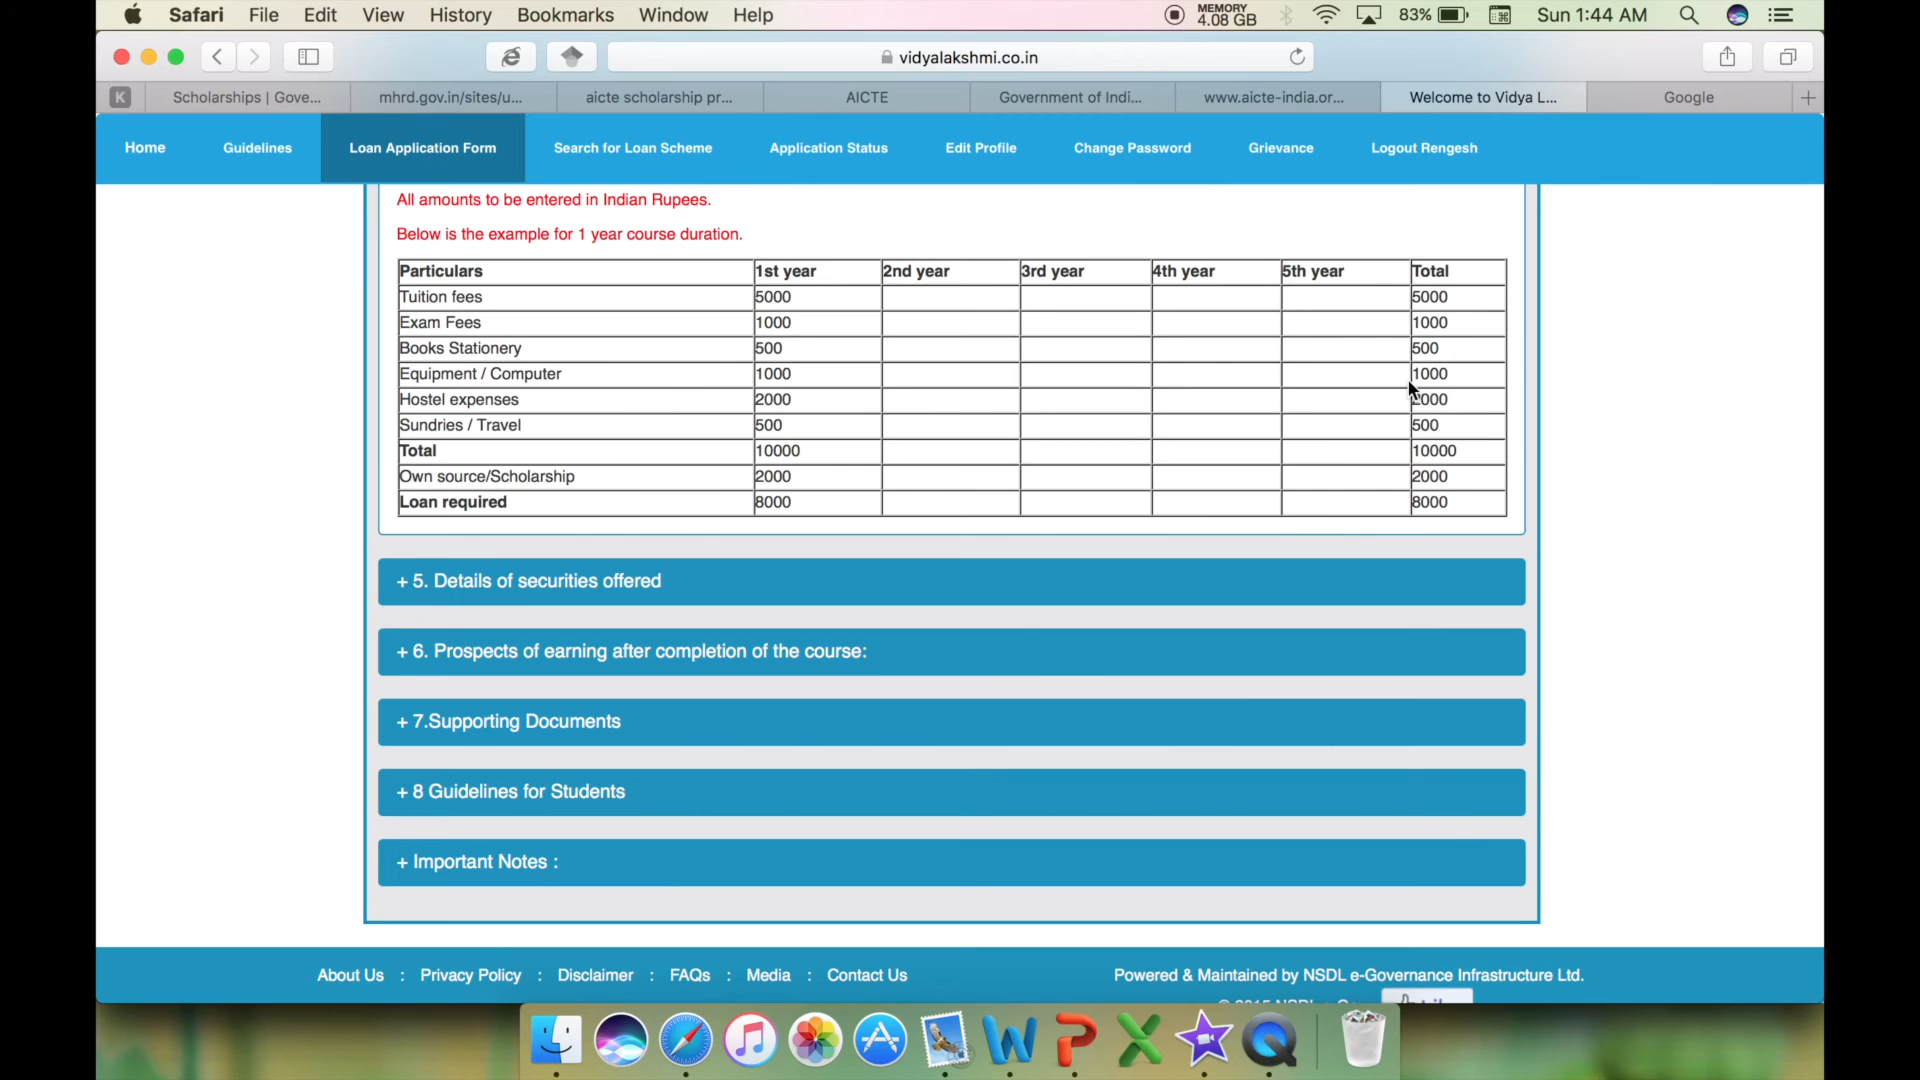 Safari File Edit View History Bookmarks Window Help MEMORY 4.08 GB 83% Sun 1:44 AM
vidyalakshmi.co.in
K Scholarships | Gove... mhrd.gov.in/sites/u... aicte scholarship pr... AICTE Government of Indi... www.aicte-india.or... Welcome to Vidya L... Google
Home Guidelines Loan Application Form Search for Loan Scheme Application Status Edit Profile Change Password Grievance Logout Rengesh
All amounts to be entered in Indian Rupees.
Below is the example for 1 year course duration.
Particulars 1st year 2nd year 3rd year 4th year 5th year Total
Tuition fees 5000 5000
Exam Fees 1000 1000
Books Stationery 500 500
Equipment / Computer 1000 1000
Hostel expenses 2000 2000
Sundries / Travel 500 500
Total 10000 10000
Own source/Scholarship 2000 2000
Loan required 8000 8000
+ 5. Details of securities offered
+ 6. Prospects of earning after completion of the course:
+ 7.Supporting Documents
+ 8 Guidelines for Students
+ Important Notes :
About Us : Privacy Policy : Disclaimer : FAQs : Media : Contact Us Powered & Maintained by NSDL e-Governance Infrastructure Ltd.